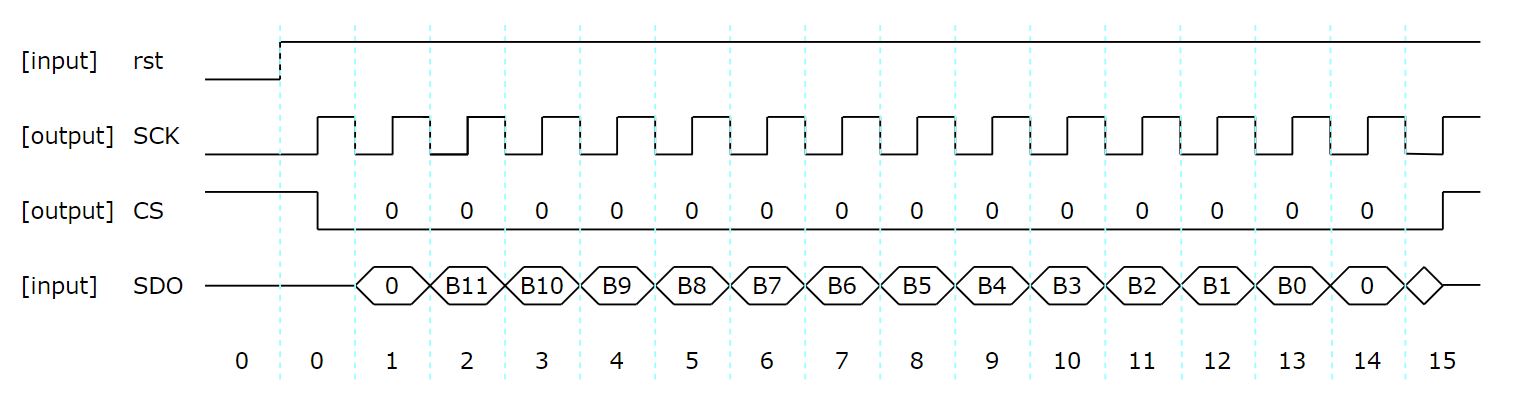 [input] rst
[output] SCK
[output] CS 0 0 0 0 0 0 0 0 0 0 0 0 0 0
[input] SDO 0 B11 B10 B9 B8 B7 B6 B5 B4 B3 B2 B1 B0 0
0 0 1 2 3 4 5 6 7 8 9 10 11 12 13 14 15